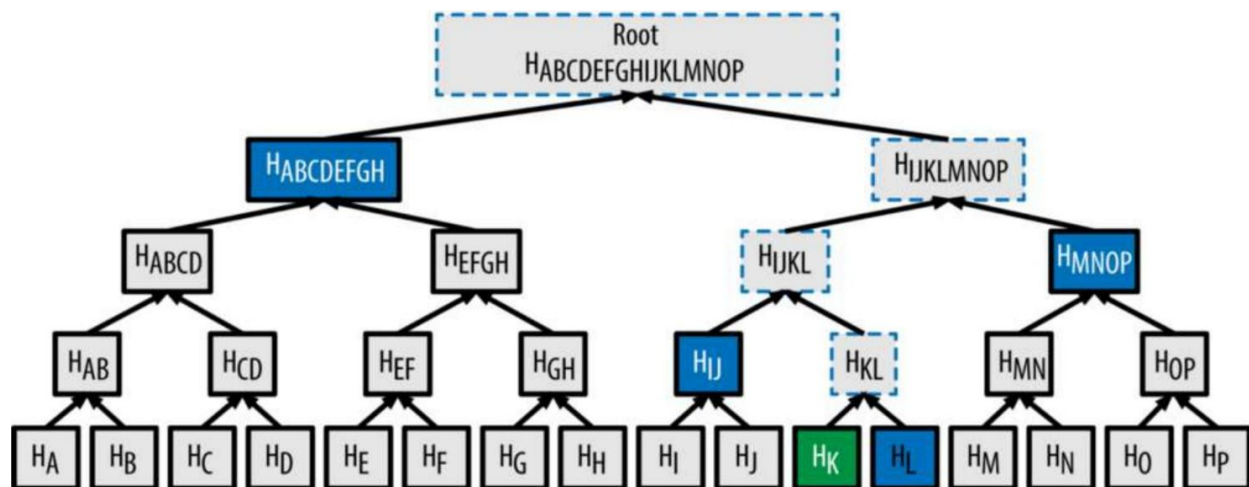 Root
HABCDEFGHIJKLMNOP
HABCDEFGH HIJKLMNOP
HABCD HEFGH HIJKL HMNOP
HAB HCD HEF HGH HIJ HKL HMN HOP
HA HB HC HD HE HF HG HH HI HJ HK HL HM HN HO HP